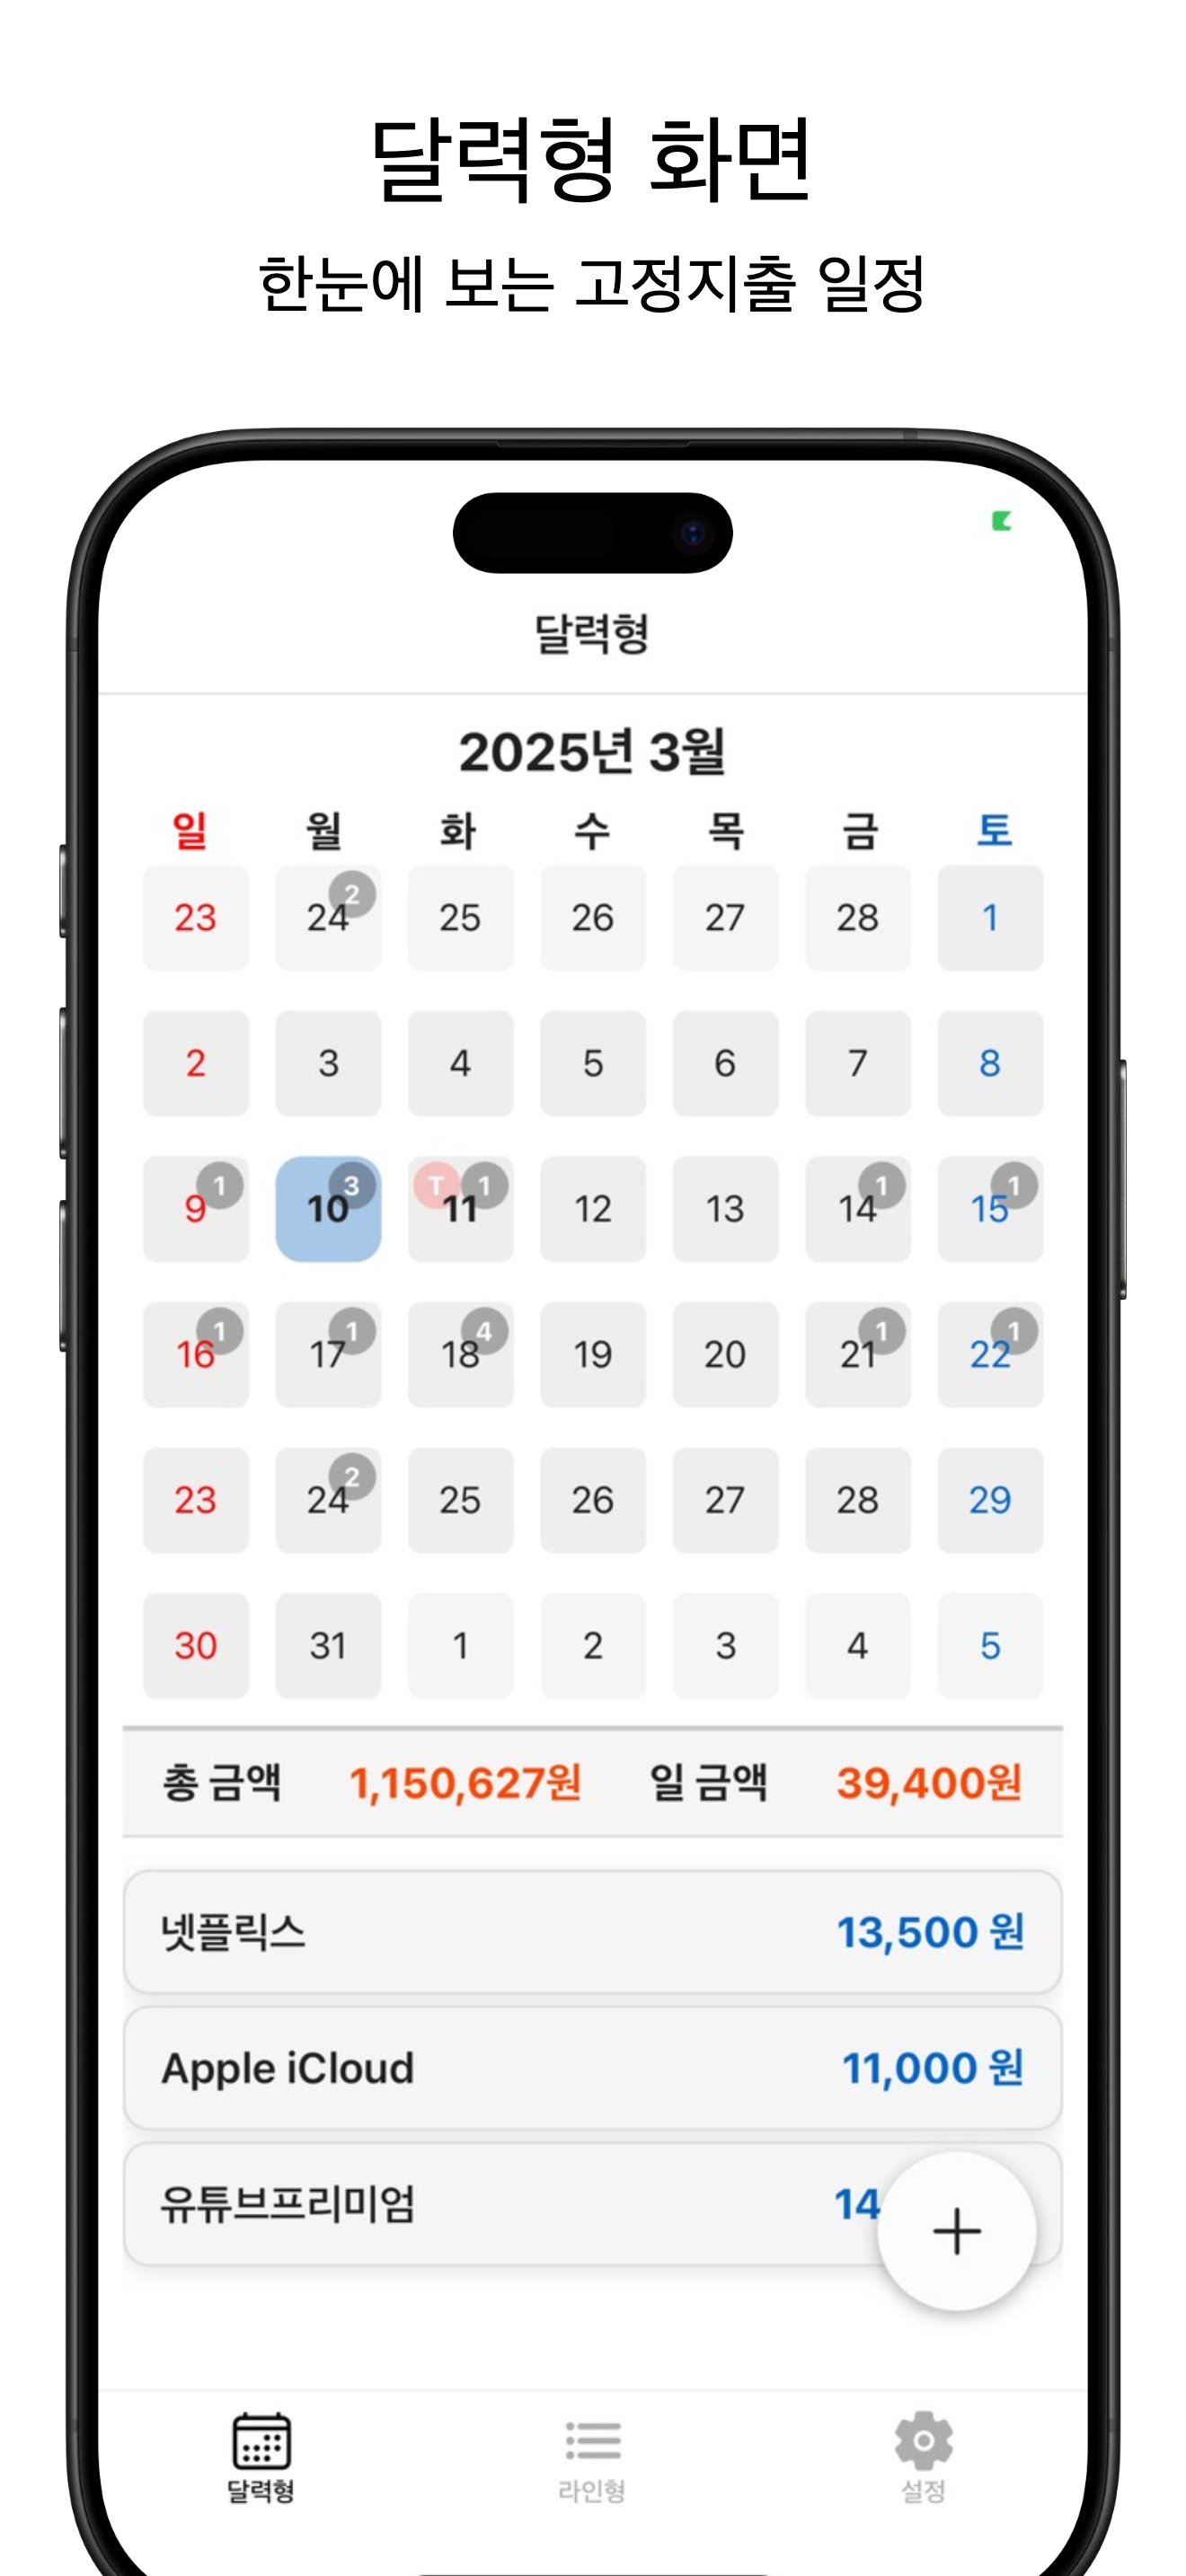 달력형 화면
한눈에 보는 고정지출 일정
달력형
2025년 3월
일 월 화 수 목 금 토
23 24 2 25 26 27 28 1
2 3 4 5 6 7 8
9 1 10 3 T 11 1 12 13 14 1 15 1
16 1 17 1 18 4 19 20 21 1 22 1
23 24 2 25 26 27 28 29
30 31 1 2 3 4 5
총 금액 1,150,627원 일 금액 39,400원
넷플릭스 13,500 원
Apple iCloud 11,000 원
유튜브프리미엄 14
달력형 라인형 설정